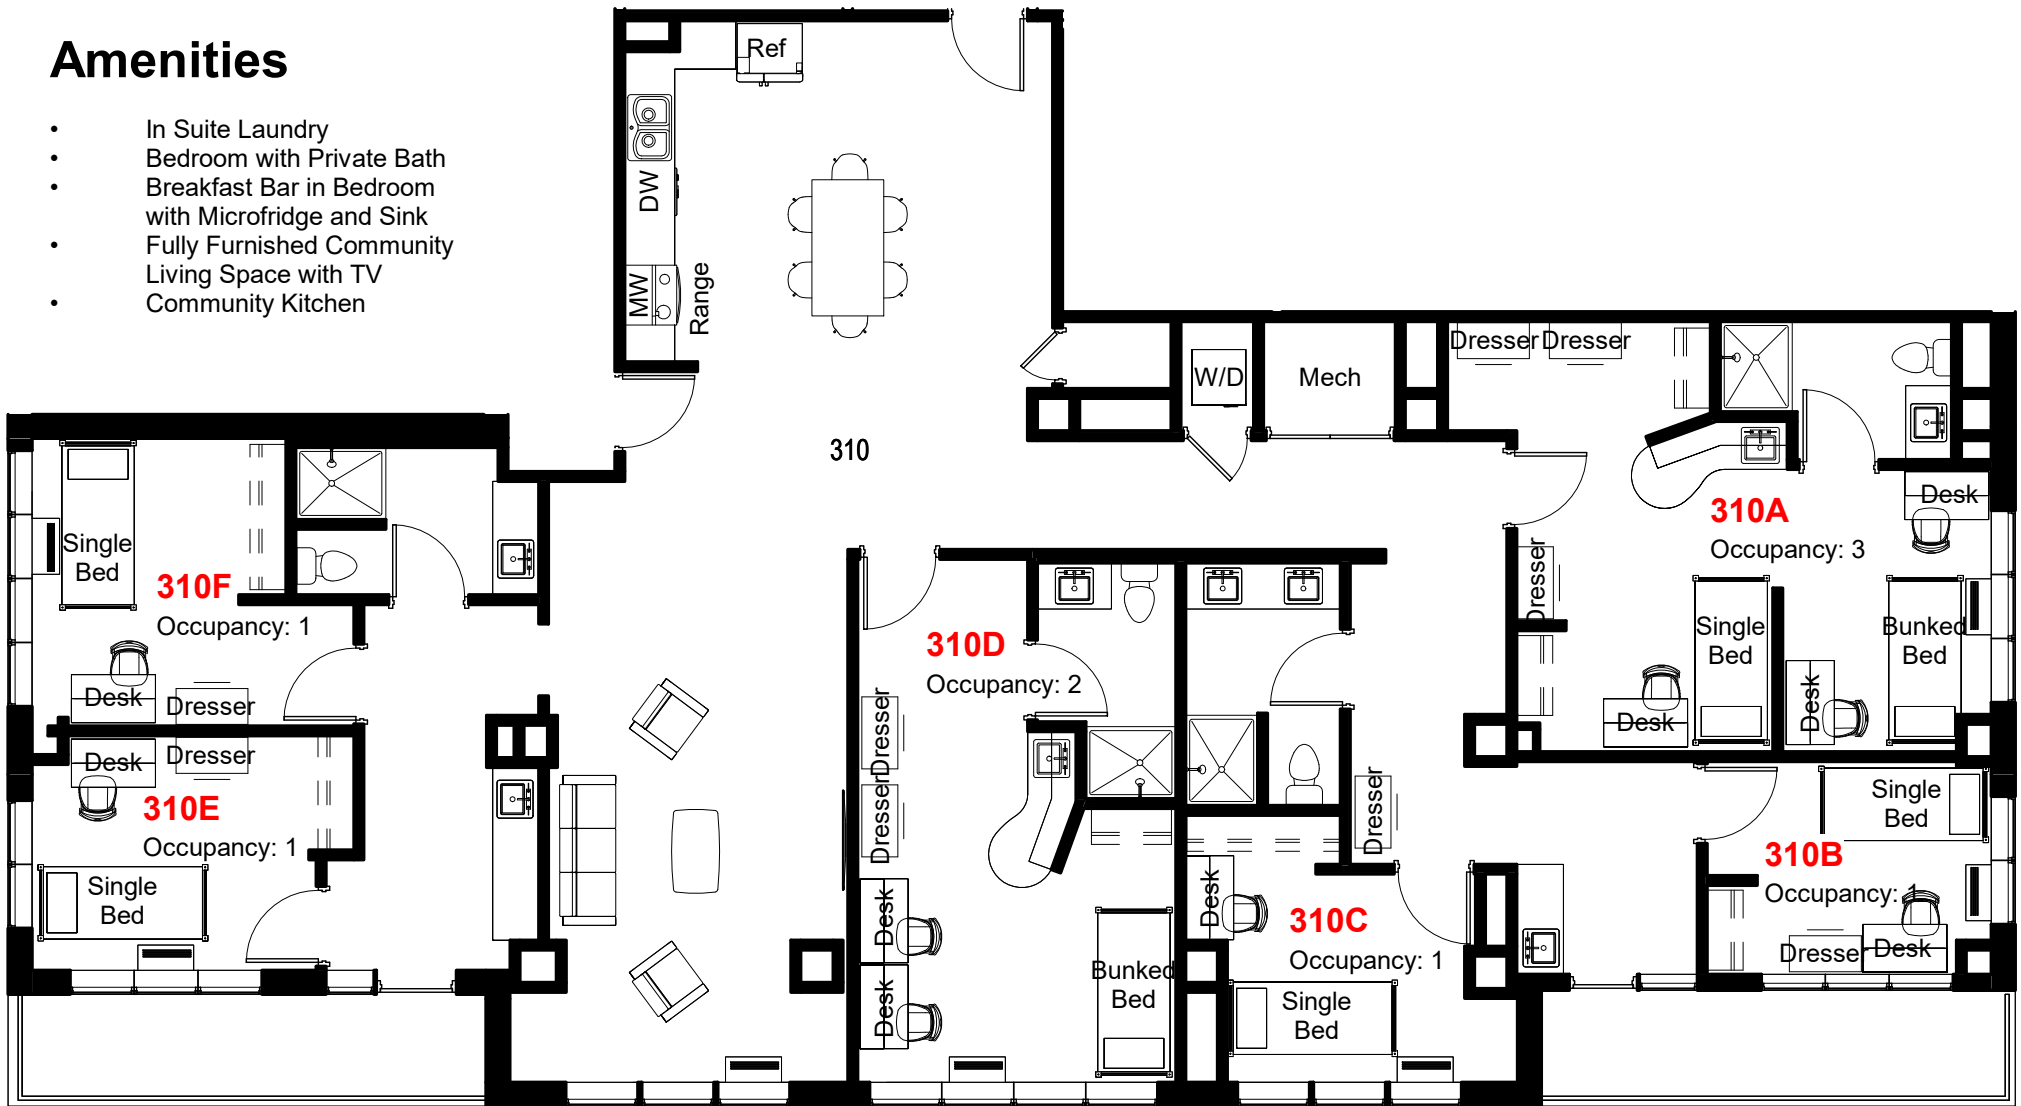 Amenities
• In Suite Laundry
• Bedroom with Private Bath
• Breakfast Bar in Bedroom
with Microfridge and Sink
• Fully Furnished Community
Living Space with TV
• Community Kitchen
Ref
DW
MW
Range
310
W/D
Mech
Dresser
Dresser
310A
Occupancy: 3
Desk
Dresser
Single
Bed
Bunked
Bed
Desk
Desk
Single
Bed
310F
Occupancy: 1
Desk
Dresser
Desk
Dresser
310E
Occupancy: 1
Single
Bed
310D
Occupancy: 2
Dresser
Dresser
Desk
Desk
Bunked
Bed
Dresser
Desk
310C
Occupancy: 1
Single
Bed
Single
Bed
310B
Occupancy: 1
Dresser
Desk